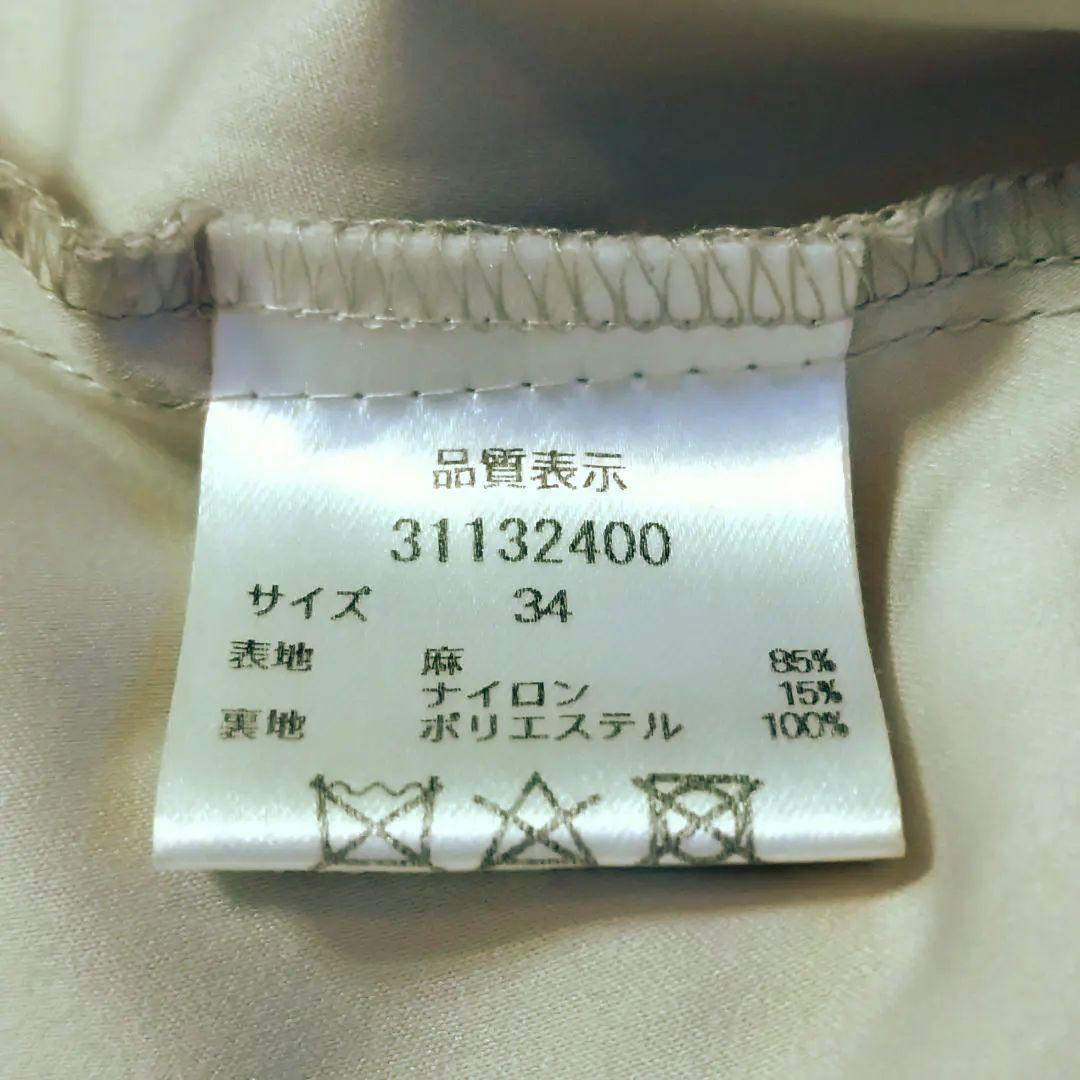 品質表示
31132400
サイズ 34
表地 麻 85%
ナイロン 15%
裏地 ポリエステル 100%